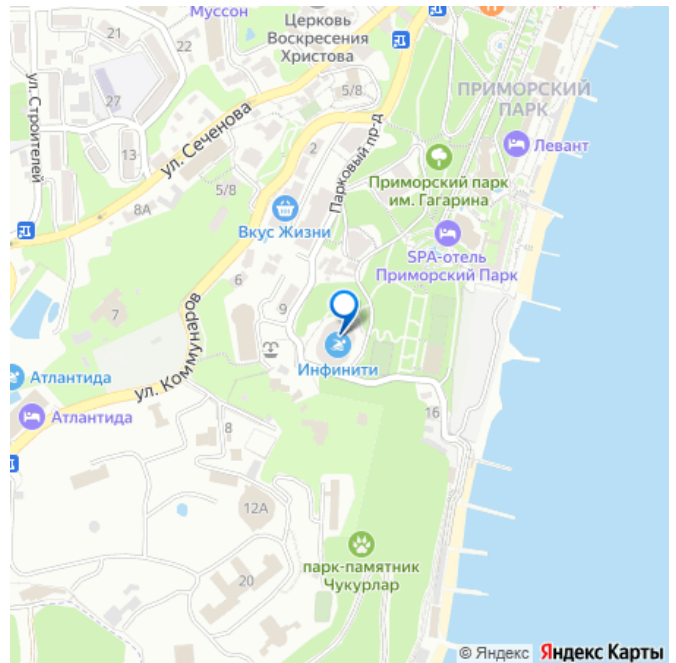 Муссон
Церковь
Воскресения
Христова
21
22
5/8
ПРИМОРСКИЙ
ПАРК
ул. Строителей
27
ул. Сеченова
13
2
Парковый пр-д
Левант
Приморский парк
им. Гагарина
5/8
8А
Вкус Жизни
SPA-отель
Приморский Парк
6
9
7
ул. Коммунаров
Инфинити
Атлантида
Атлантида
16
8
12А
парк-памятник
Чукурлар
20
© Яндекс Яндекс Карты